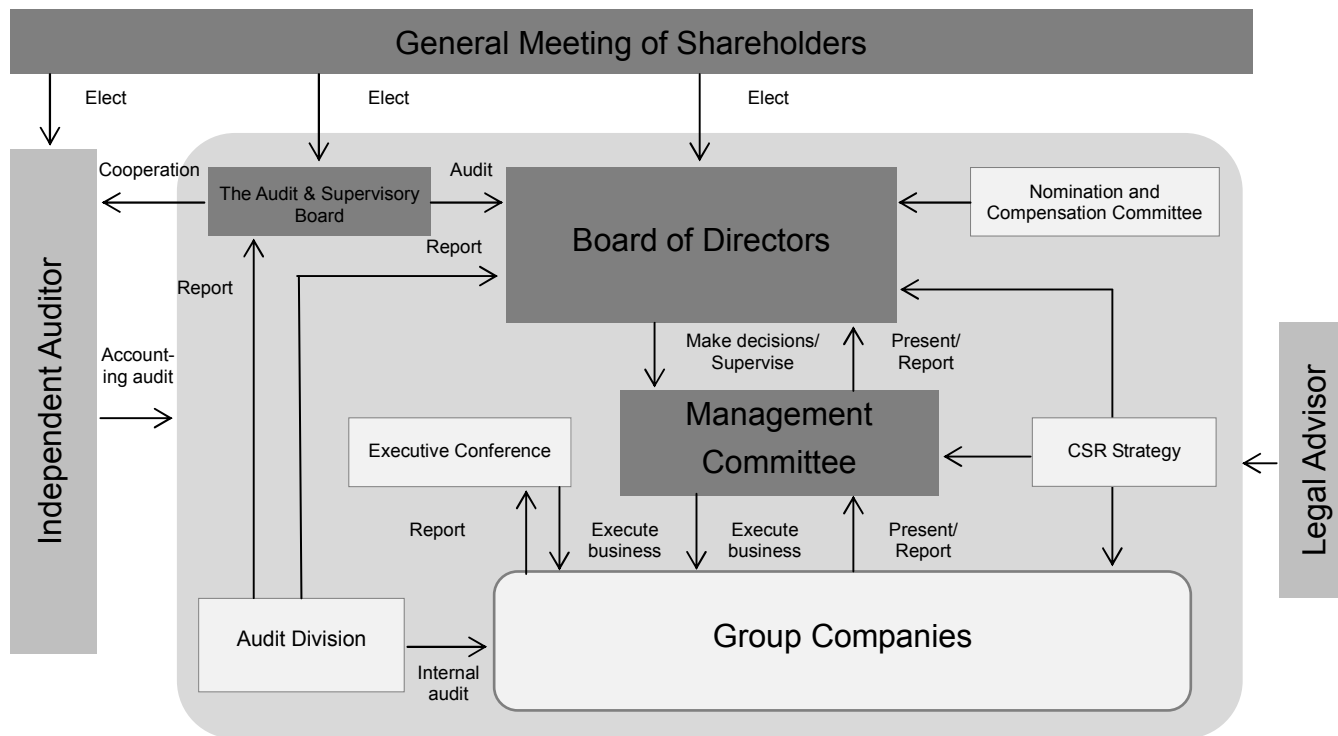 General Meeting of Shareholders
Elect
Elect
Elect
Independent Auditor
Cooperation
The Audit & Supervisory
Board
Audit
Board of Directors
Nomination and
Compensation Committee
Report
Report
Account-
ing audit
Make decisions/
Supervise
Present/
Report
Management
Committee
Executive Conference
CSR Strategy
Legal Advisor
Report
Execute
business
Execute
business
Present/
Report
Audit Division
Internal
audit
Group Companies